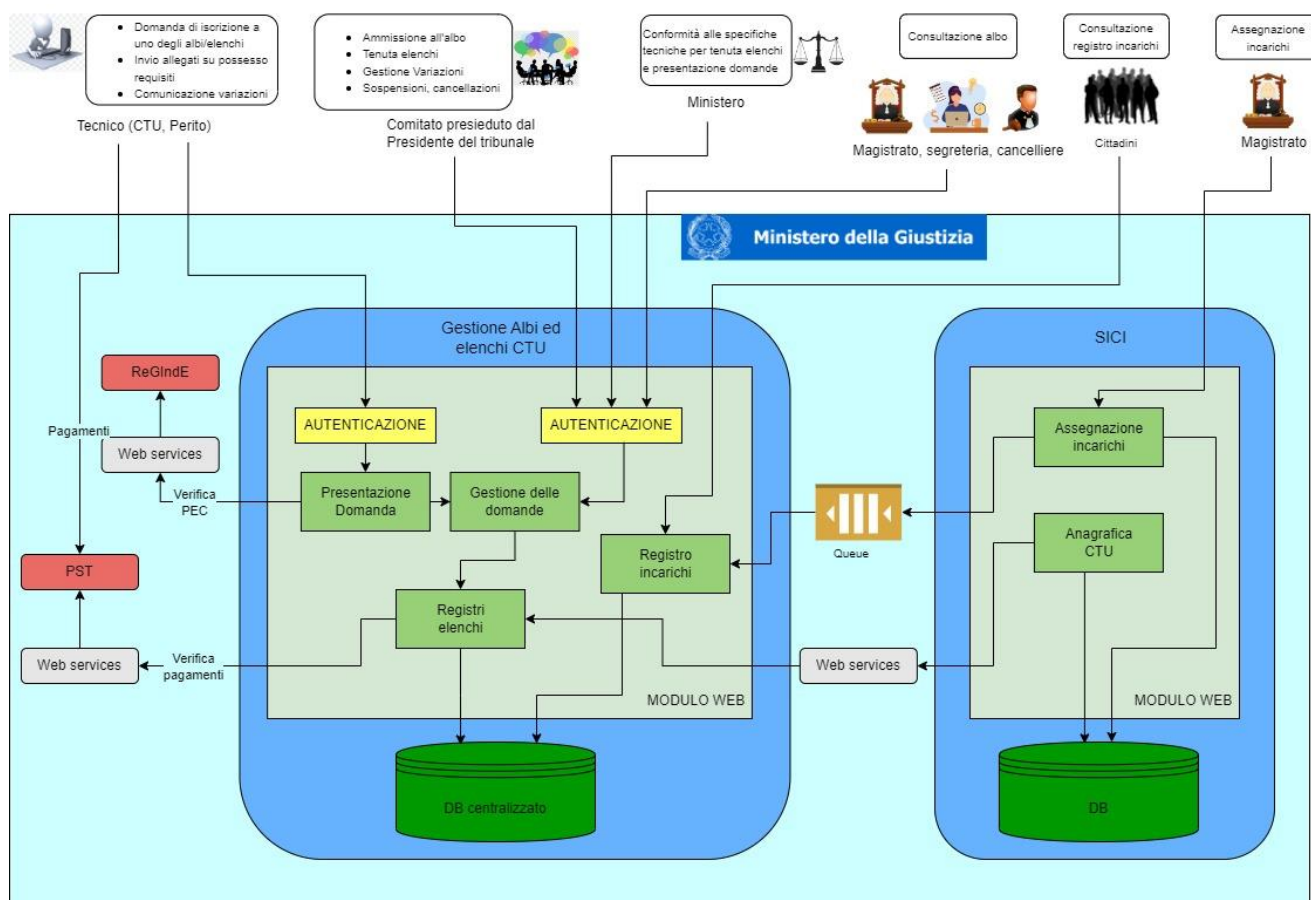 Domanda di iscrizione a
uno degli albi/elenchi
Invio allegati su possesso
requisiti
Comunicazione variazioni
Tecnico (CTU, Perito)
Ammissione all'albo
Tenuta elenchi
Gestione Variazioni
Sospensioni, cancellazioni
Comitato presieduto dal
Presidente del tribunale
Conformità alle specifiche
tecniche per tenuta elenchi
e presentazione domande
Ministero
Consultazione albo
Magistrato, segreteria, cancelliere
Consultazione
registro incarichi
Cittadini
Assegnazione
incarichi
Magistrato
Ministero della Giustizia
Gestione Albi ed
elenchi CTU
SICI
ReGIndE
Pagamenti
Web services
Verifica
PEC
PST
Web services
Verifica
pagamenti
AUTENTICAZIONE
AUTENTICAZIONE
Presentazione
Domanda
Gestione delle
domande
Registro
incarichi
Registri
elenchi
MODULO WEB
DB centralizzato
Queue
Web services
Assegnazione
incarichi
Anagrafica
CTU
MODULO WEB
DB